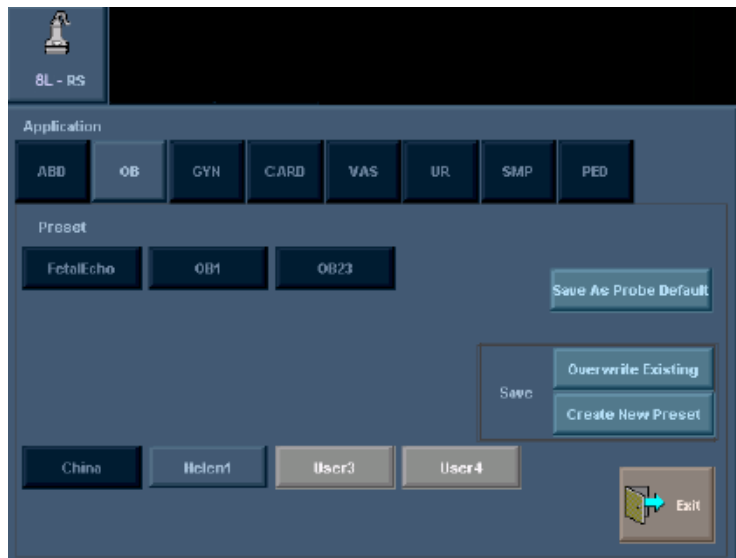 8L - RS
Application
ABD OB GYN CARD VAS UR SMP PED
Preset
FetalEcho OB1 OB23
Save As Probe Default
Overwrite Existing
Save
Create New Preset
China Helen1 User3 User4
Exit